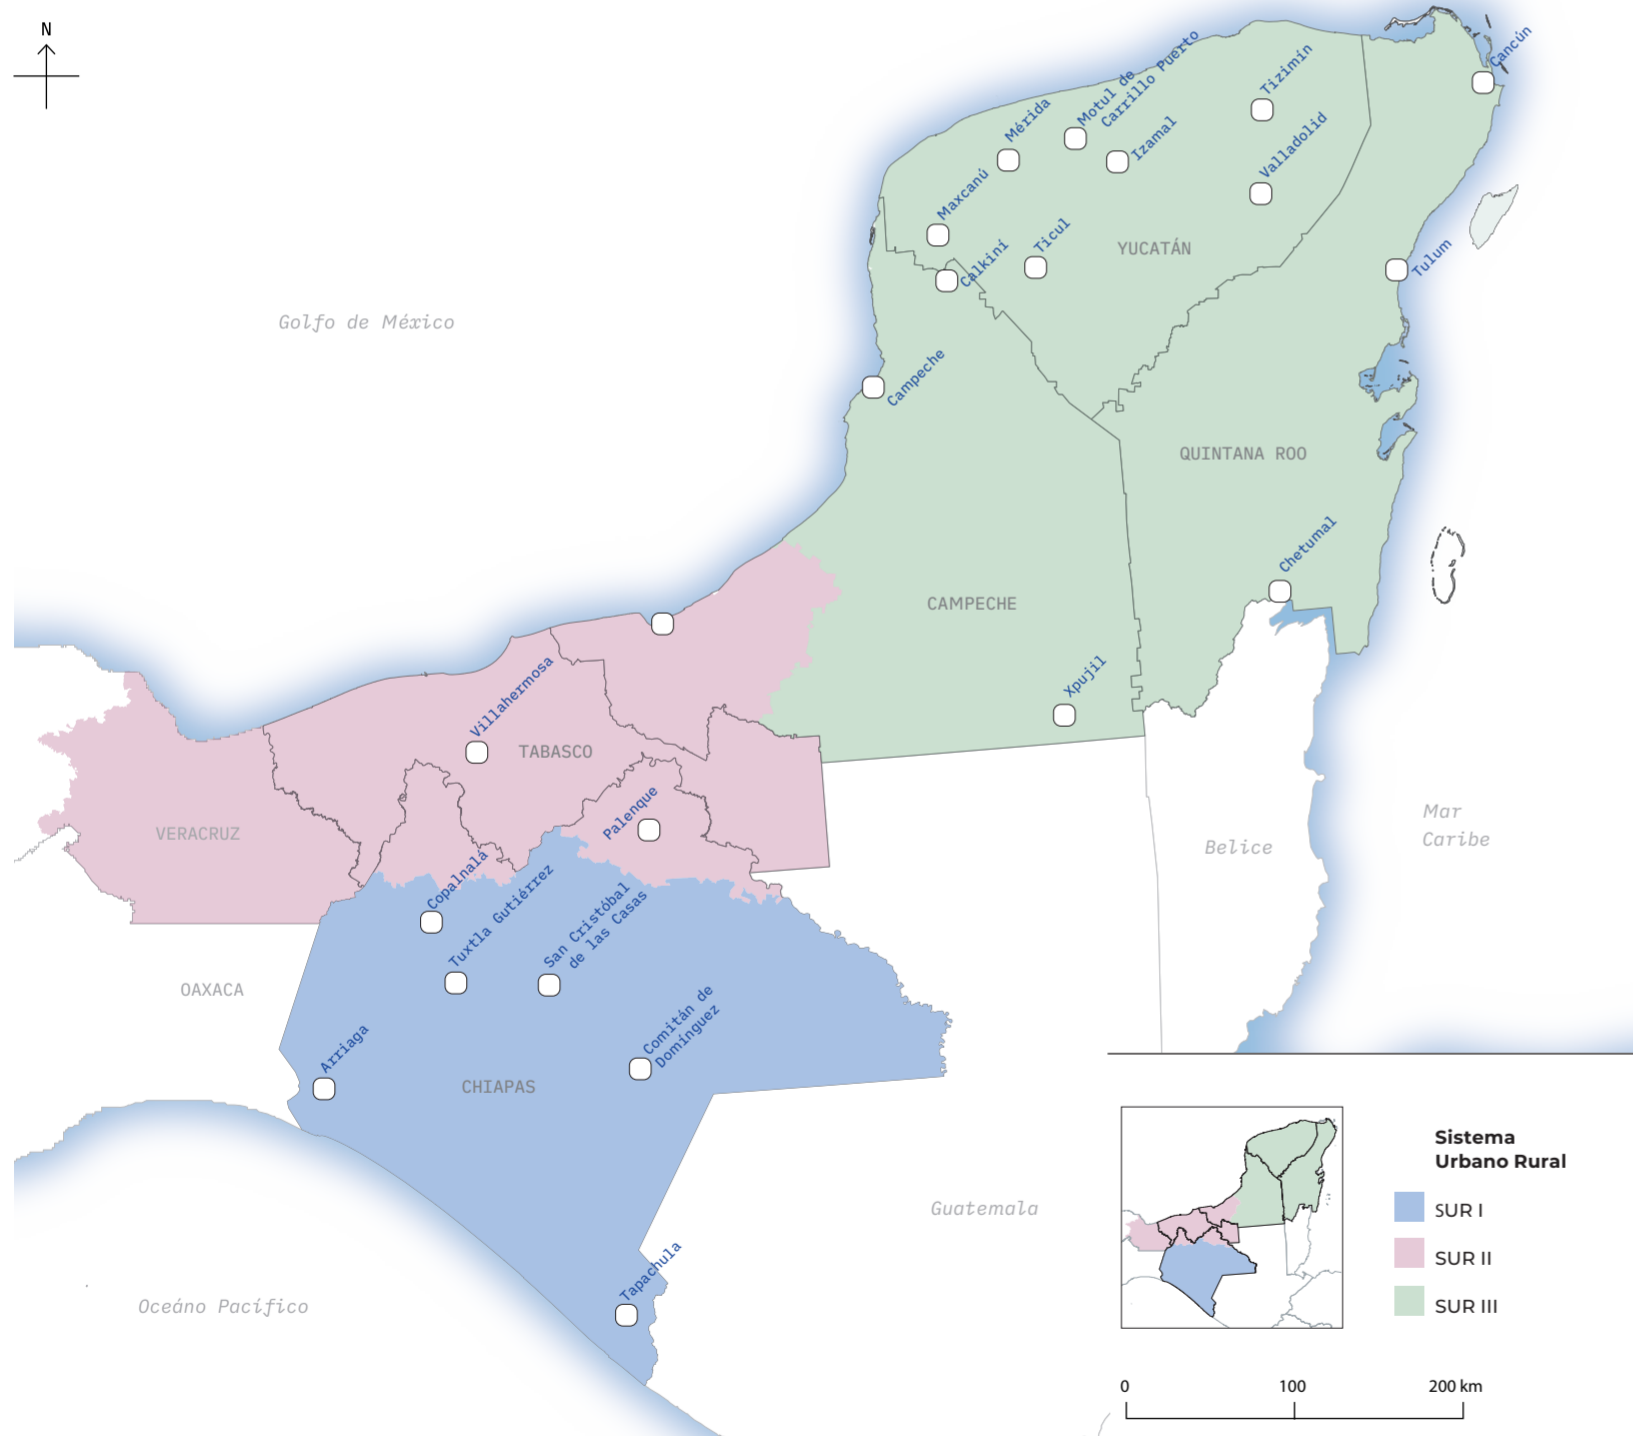 N
Cancún
Tizimín
Motul de
Carrillo Puerto
Mérida
Izamal
Valladolid
Maxcanú
Calkiní
Ticul
YUCATÁN
Tulum
Golfo de México
Campeche
QUINTANA ROO
Chetumal
CAMPECHE
Xpujil
Villahermosa
TABASCO
Palenque
VERACRUZ
Mar
Caribe
Belice
Copalnalá
Tuxtla Gutiérrez
San Cristóbal
de las Casas
OAXACA
Comitán de
Domínguez
Arriaga
CHIAPAS
Guatemala
Tapachula
Oceáno Pacífico
Sistema
Urbano Rural
SUR I
SUR II
SUR III
0 100 200 km